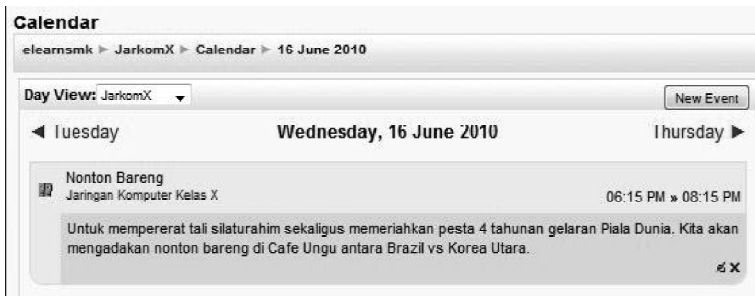 Calendar
elearnsmk ► JarkomX ► Calendar ► 16 June 2010
Day View: JarkomX New Event
◄ Tuesday Wednesday, 16 June 2010 Thursday ►
Nonton Bareng
Jaringan Komputer Kelas X 06:15 PM » 08:15 PM
Untuk mempererat tali silaturahim sekaligus memeriahkan pesta 4 tahunan gelaran Piala Dunia. Kita akan
mengadakan nonton bareng di Cafe Ungu antara Brazil vs Korea Utara.